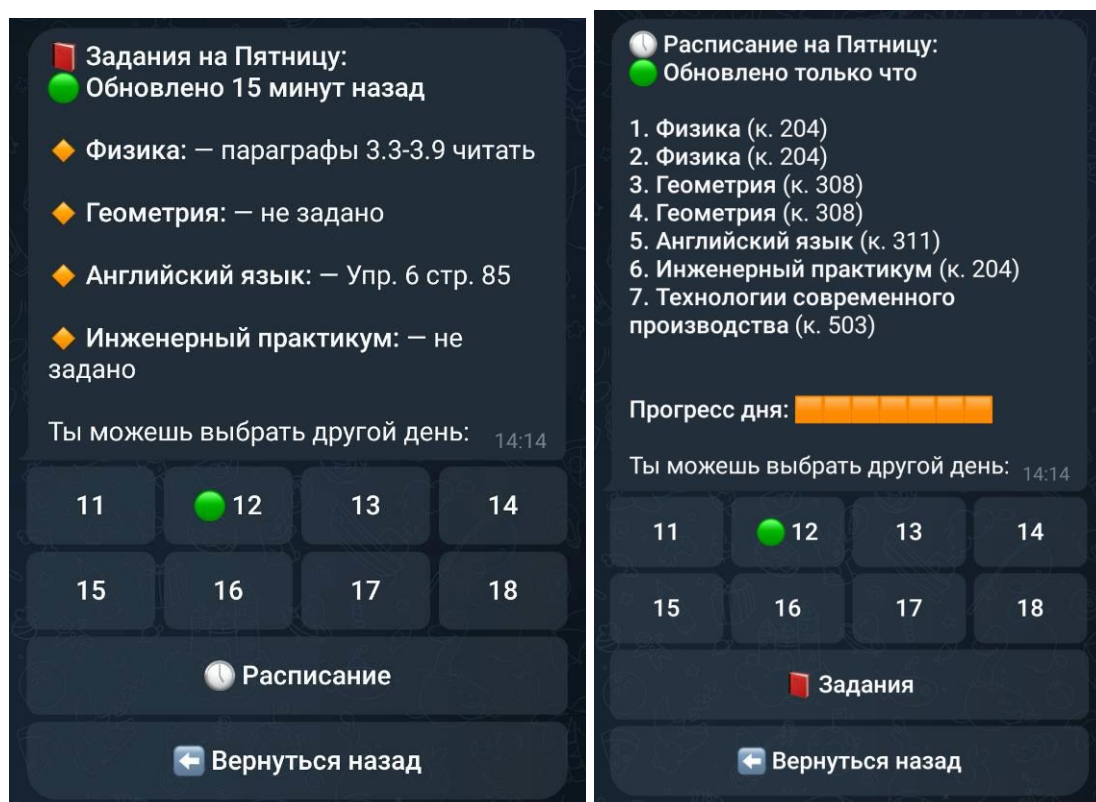 Задания на Пятницу:
Обновлено 15 минут назад
Физика: — параграфы 3.3-3.9 читать
Геометрия: — не задано
Английский язык: — Упр. 6 стр. 85
Инженерный практикум: — не
задано
Ты можешь выбрать другой день: 14:14
11 12 13 14
15 16 17 18
Расписание
Вернуться назад
Расписание на Пятницу:
Обновлено только что
1. Физика (к. 204)
2. Физика (к. 204)
3. Геометрия (к. 308)
4. Геометрия (к. 308)
5. Английский язык (к. 311)
6. Инженерный практикум (к. 204)
7. Технологии современного
производства (к. 503)
Прогресс дня:
Ты можешь выбрать другой день: 14:14
11 12 13 14
15 16 17 18
Задания
Вернуться назад